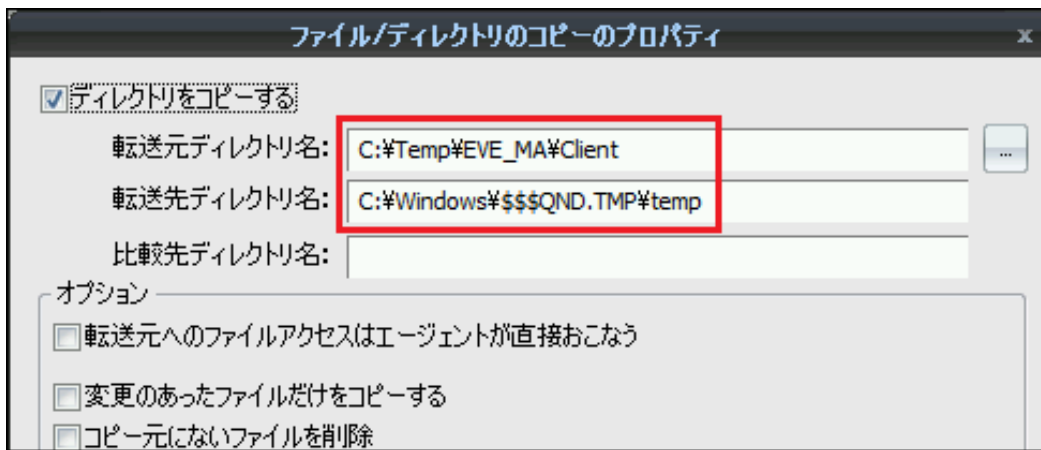 ファイル/ディレクトリのコピーのプロパティ x
ディレクトリをコピーする
転送元ディレクトリ名: C:¥Temp¥EVE_MA¥Client ...
転送先ディレクトリ名: C:¥Windows¥$$$QND.TMP¥temp
比較先ディレクトリ名:
オプション
転送元へのファイルアクセスはエージェントが直接おこなう
変更のあったファイルだけをコピーする
コピー元にないファイルを削除